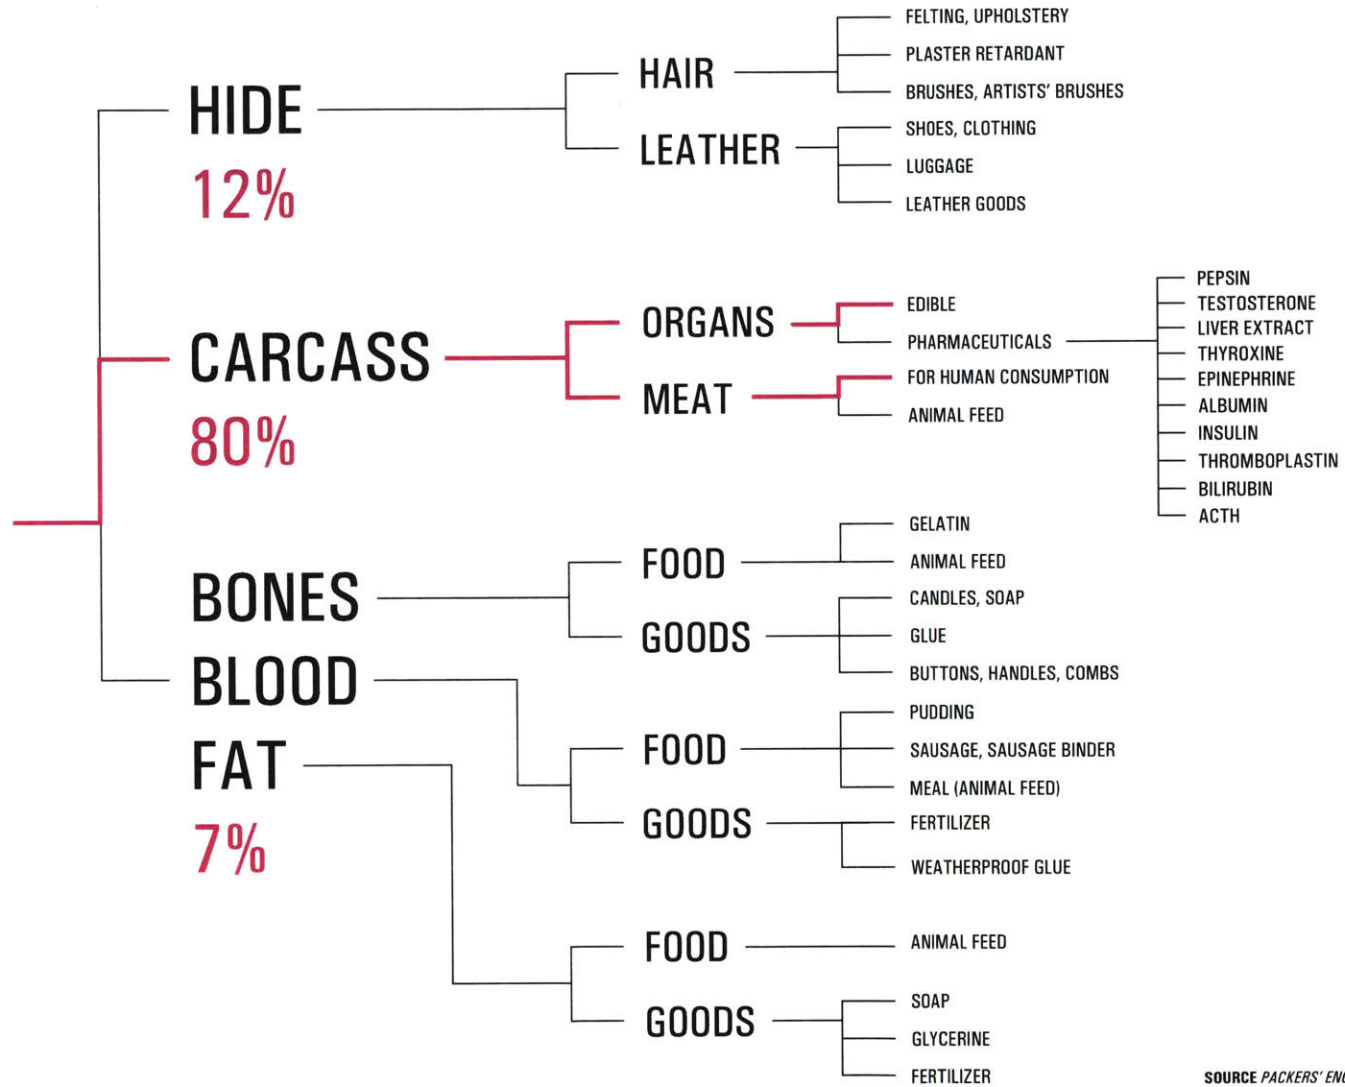 HIDE
12%
HAIR
FELTING, UPHOLSTERY
PLASTER RETARDANT
BRUSHES, ARTISTS' BRUSHES
LEATHER
SHOES, CLOTHING
LUGGAGE
LEATHER GOODS
CARCASS
80%
ORGANS
EDIBLE
PHARMACEUTICALS
PEPSIN
TESTOSTERONE
LIVER EXTRACT
THYROXINE
EPINEPHRINE
ALBUMIN
INSULIN
THROMBOPLASTIN
BILIRUBIN
ACTH
MEAT
FOR HUMAN CONSUMPTION
ANIMAL FEED
BONES
FOOD
GELATIN
ANIMAL FEED
GOODS
CANDLES, SOAP
GLUE
BUTTONS, HANDLES, COMBS
BLOOD
FOOD
PUDDING
SAUSAGE, SAUSAGE BINDER
MEAL (ANIMAL FEED)
GOODS
FERTILIZER
WEATHERPROOF GLUE
FAT
7%
FOOD
ANIMAL FEED
GOODS
SOAP
GLYCERINE
FERTILIZER
SOURCE PACKERS'